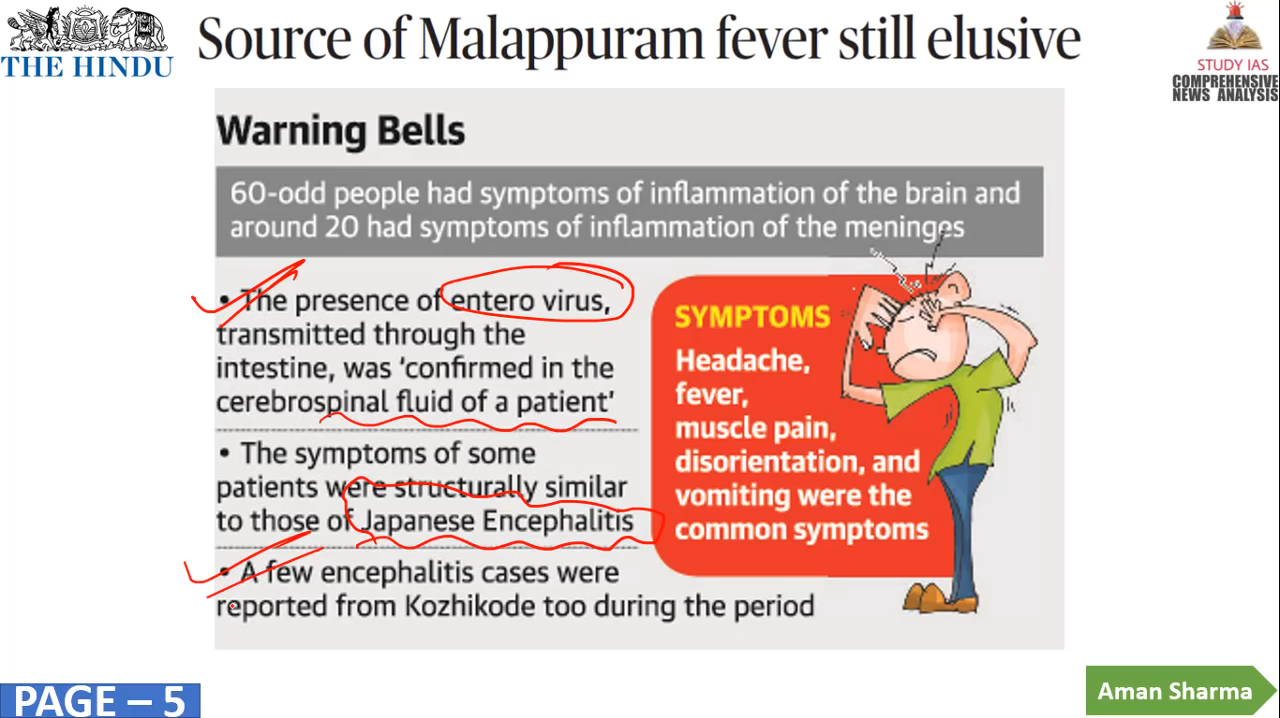 THE HINDU
Source of Malappuram fever still elusive
STUDY IAS
COMPREHENSIVE
NEWS ANALYSIS
Warning Bells
60-odd people had symptoms of inflammation of the brain and
around 20 had symptoms of inflammation of the meninges
• The presence of entero virus,
transmitted through the
intestine, was ‘confirmed in the
cerebrospinal fluid of a patient’
• The symptoms of some
patients were structurally similar
to those of Japanese Encephalitis
• A few encephalitis cases were
reported from Kozhikode too during the period
SYMPTOMS
Headache,
fever,
muscle pain,
disorientation, and
vomiting were the
common symptoms
PAGE – 5
Aman Sharma